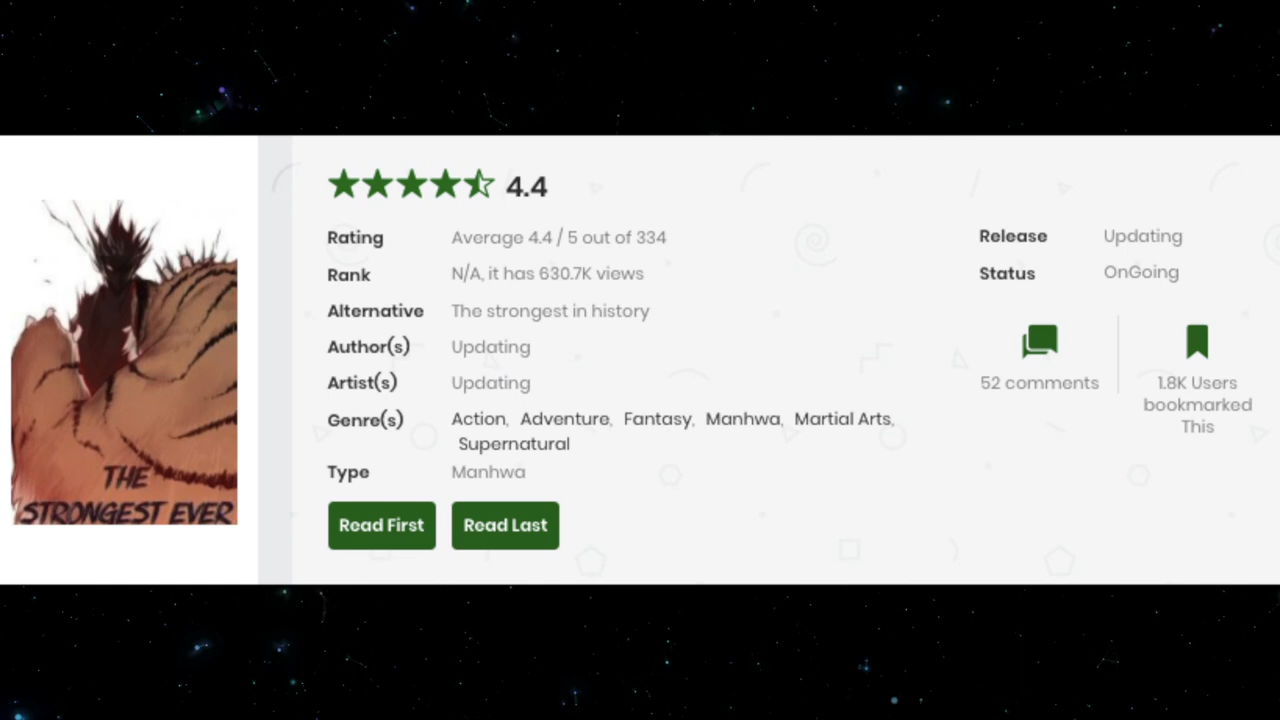 THE
STRONGEST EVER
4.4
Rating Average 4.4 / 5 out of 334
Rank N/A, it has 630.7K views
Alternative The strongest in history
Author(s) Updating
Artist(s) Updating
Genre(s) Action, Adventure, Fantasy, Manhwa, Martial Arts,
Supernatural
Type Manhwa
Read First Read Last
Release Updating
Status OnGoing
52 comments
1.8K Users
bookmarked
This